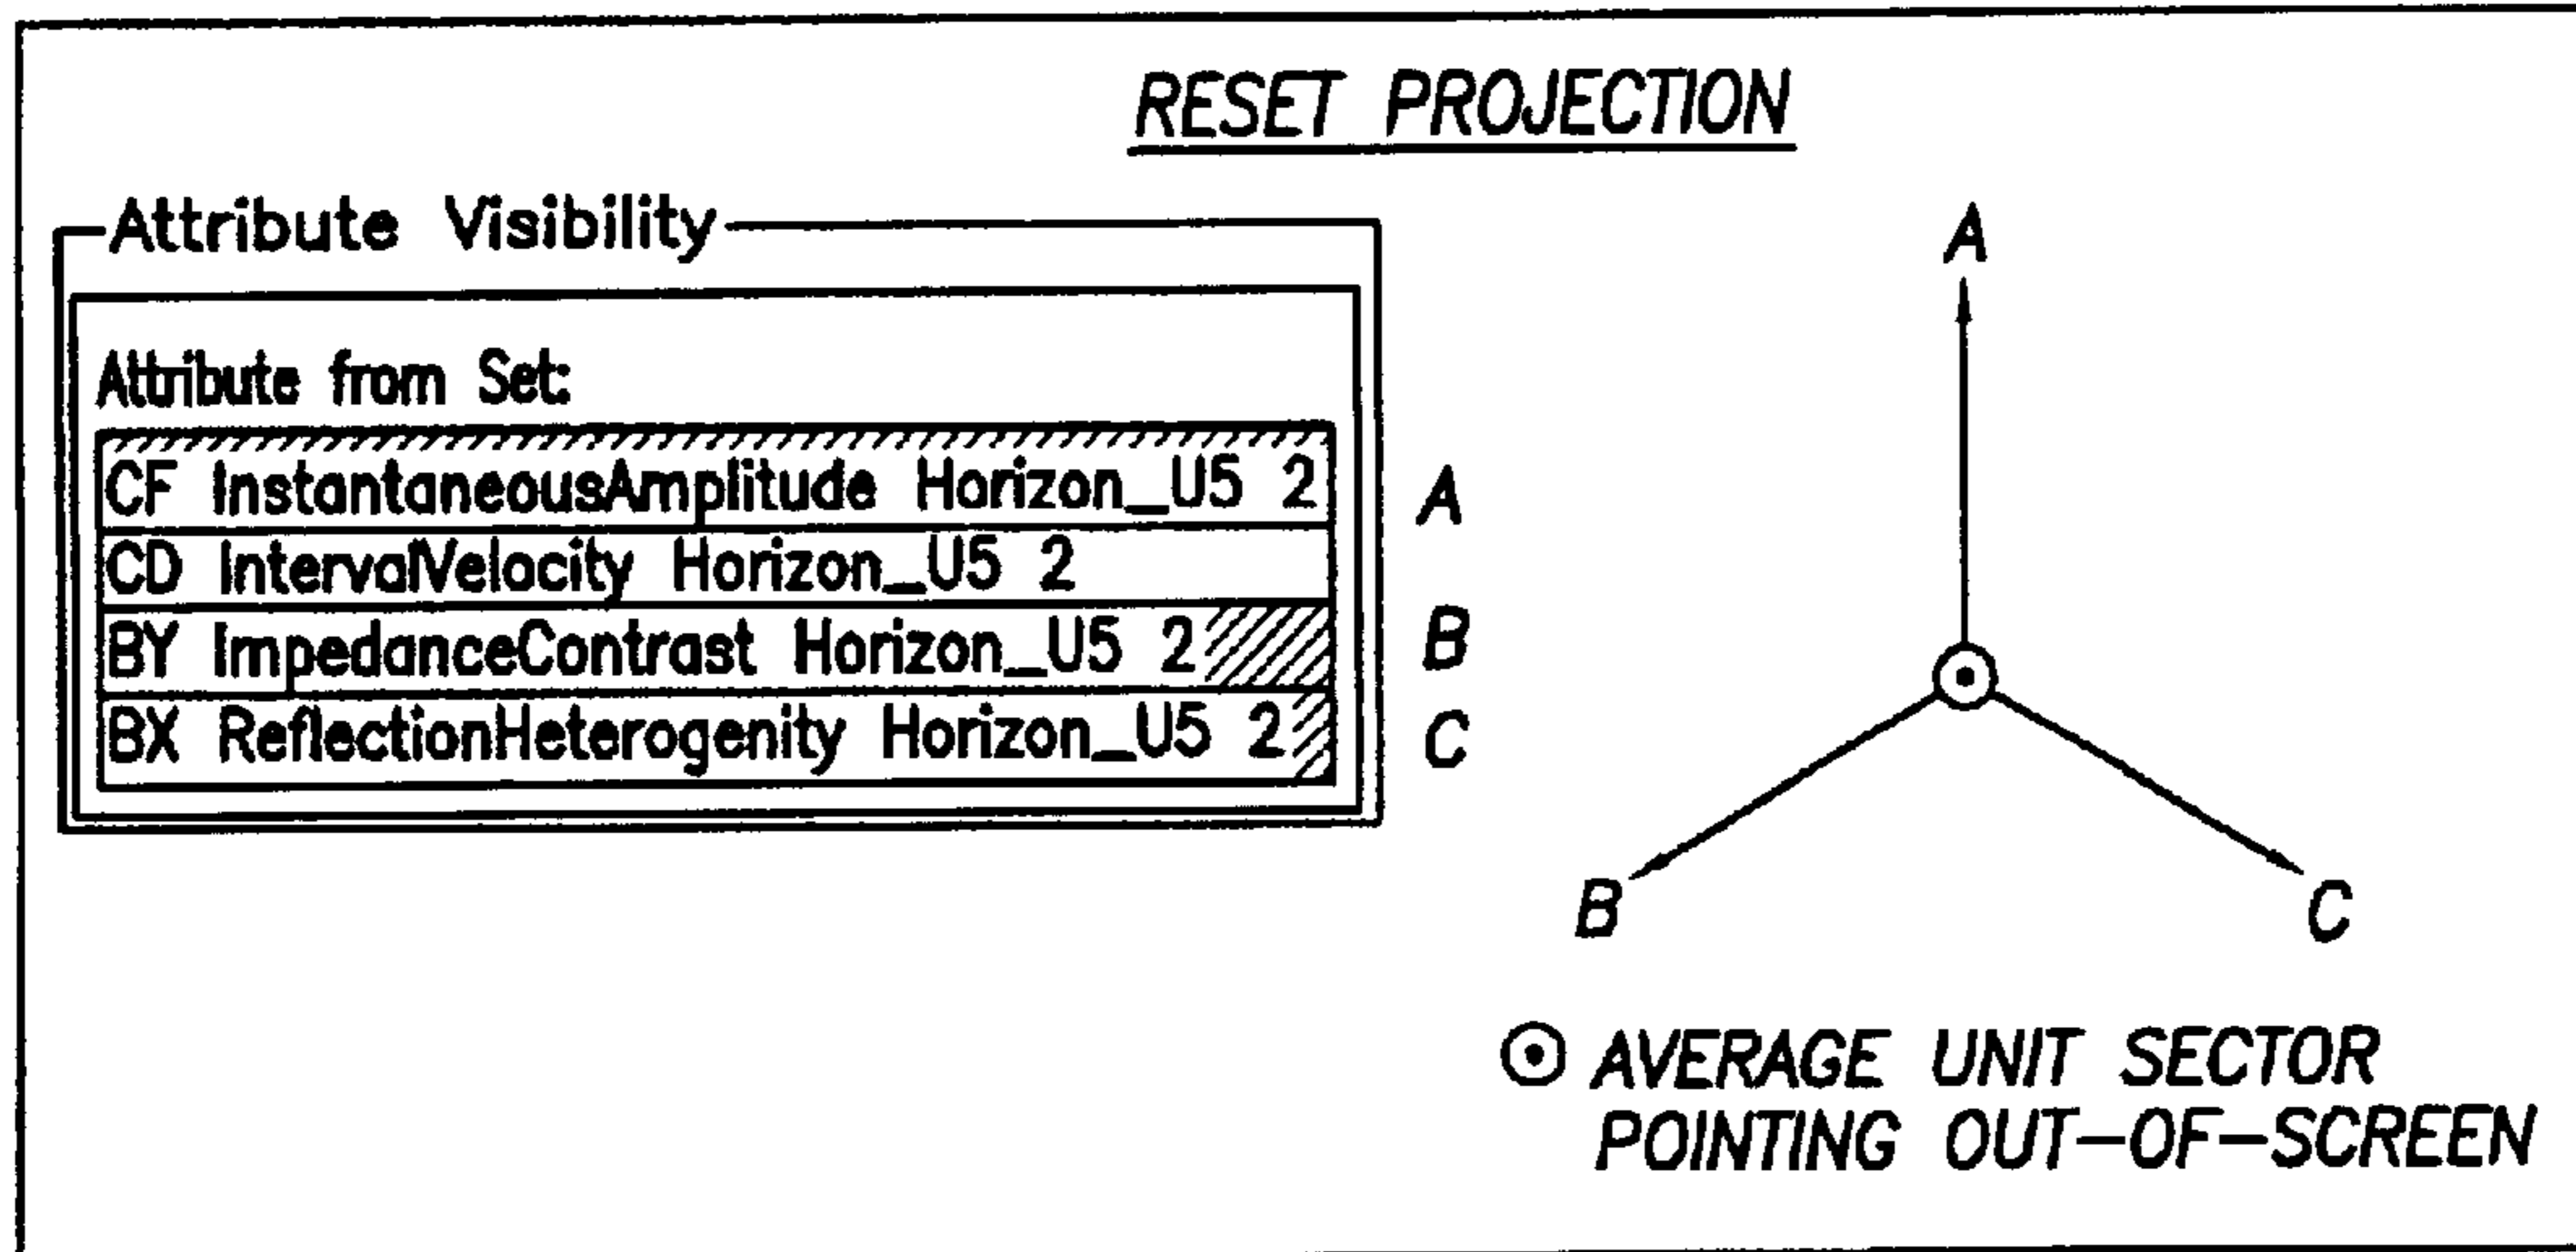 RESET PROJECTION
Attribute Visibility
Attribute from Set:
CF InstantaneousAmplitude Horizon_U5 2
A
CD IntervalVelocity Horizon_U5 2
BY ImpedanceContrast Horizon_U5 2
B
BX ReflectionHeterogenity Horizon_U5 2
C
A
B
C
AVERAGE UNIT SECTOR
POINTING OUT-OF-SCREEN